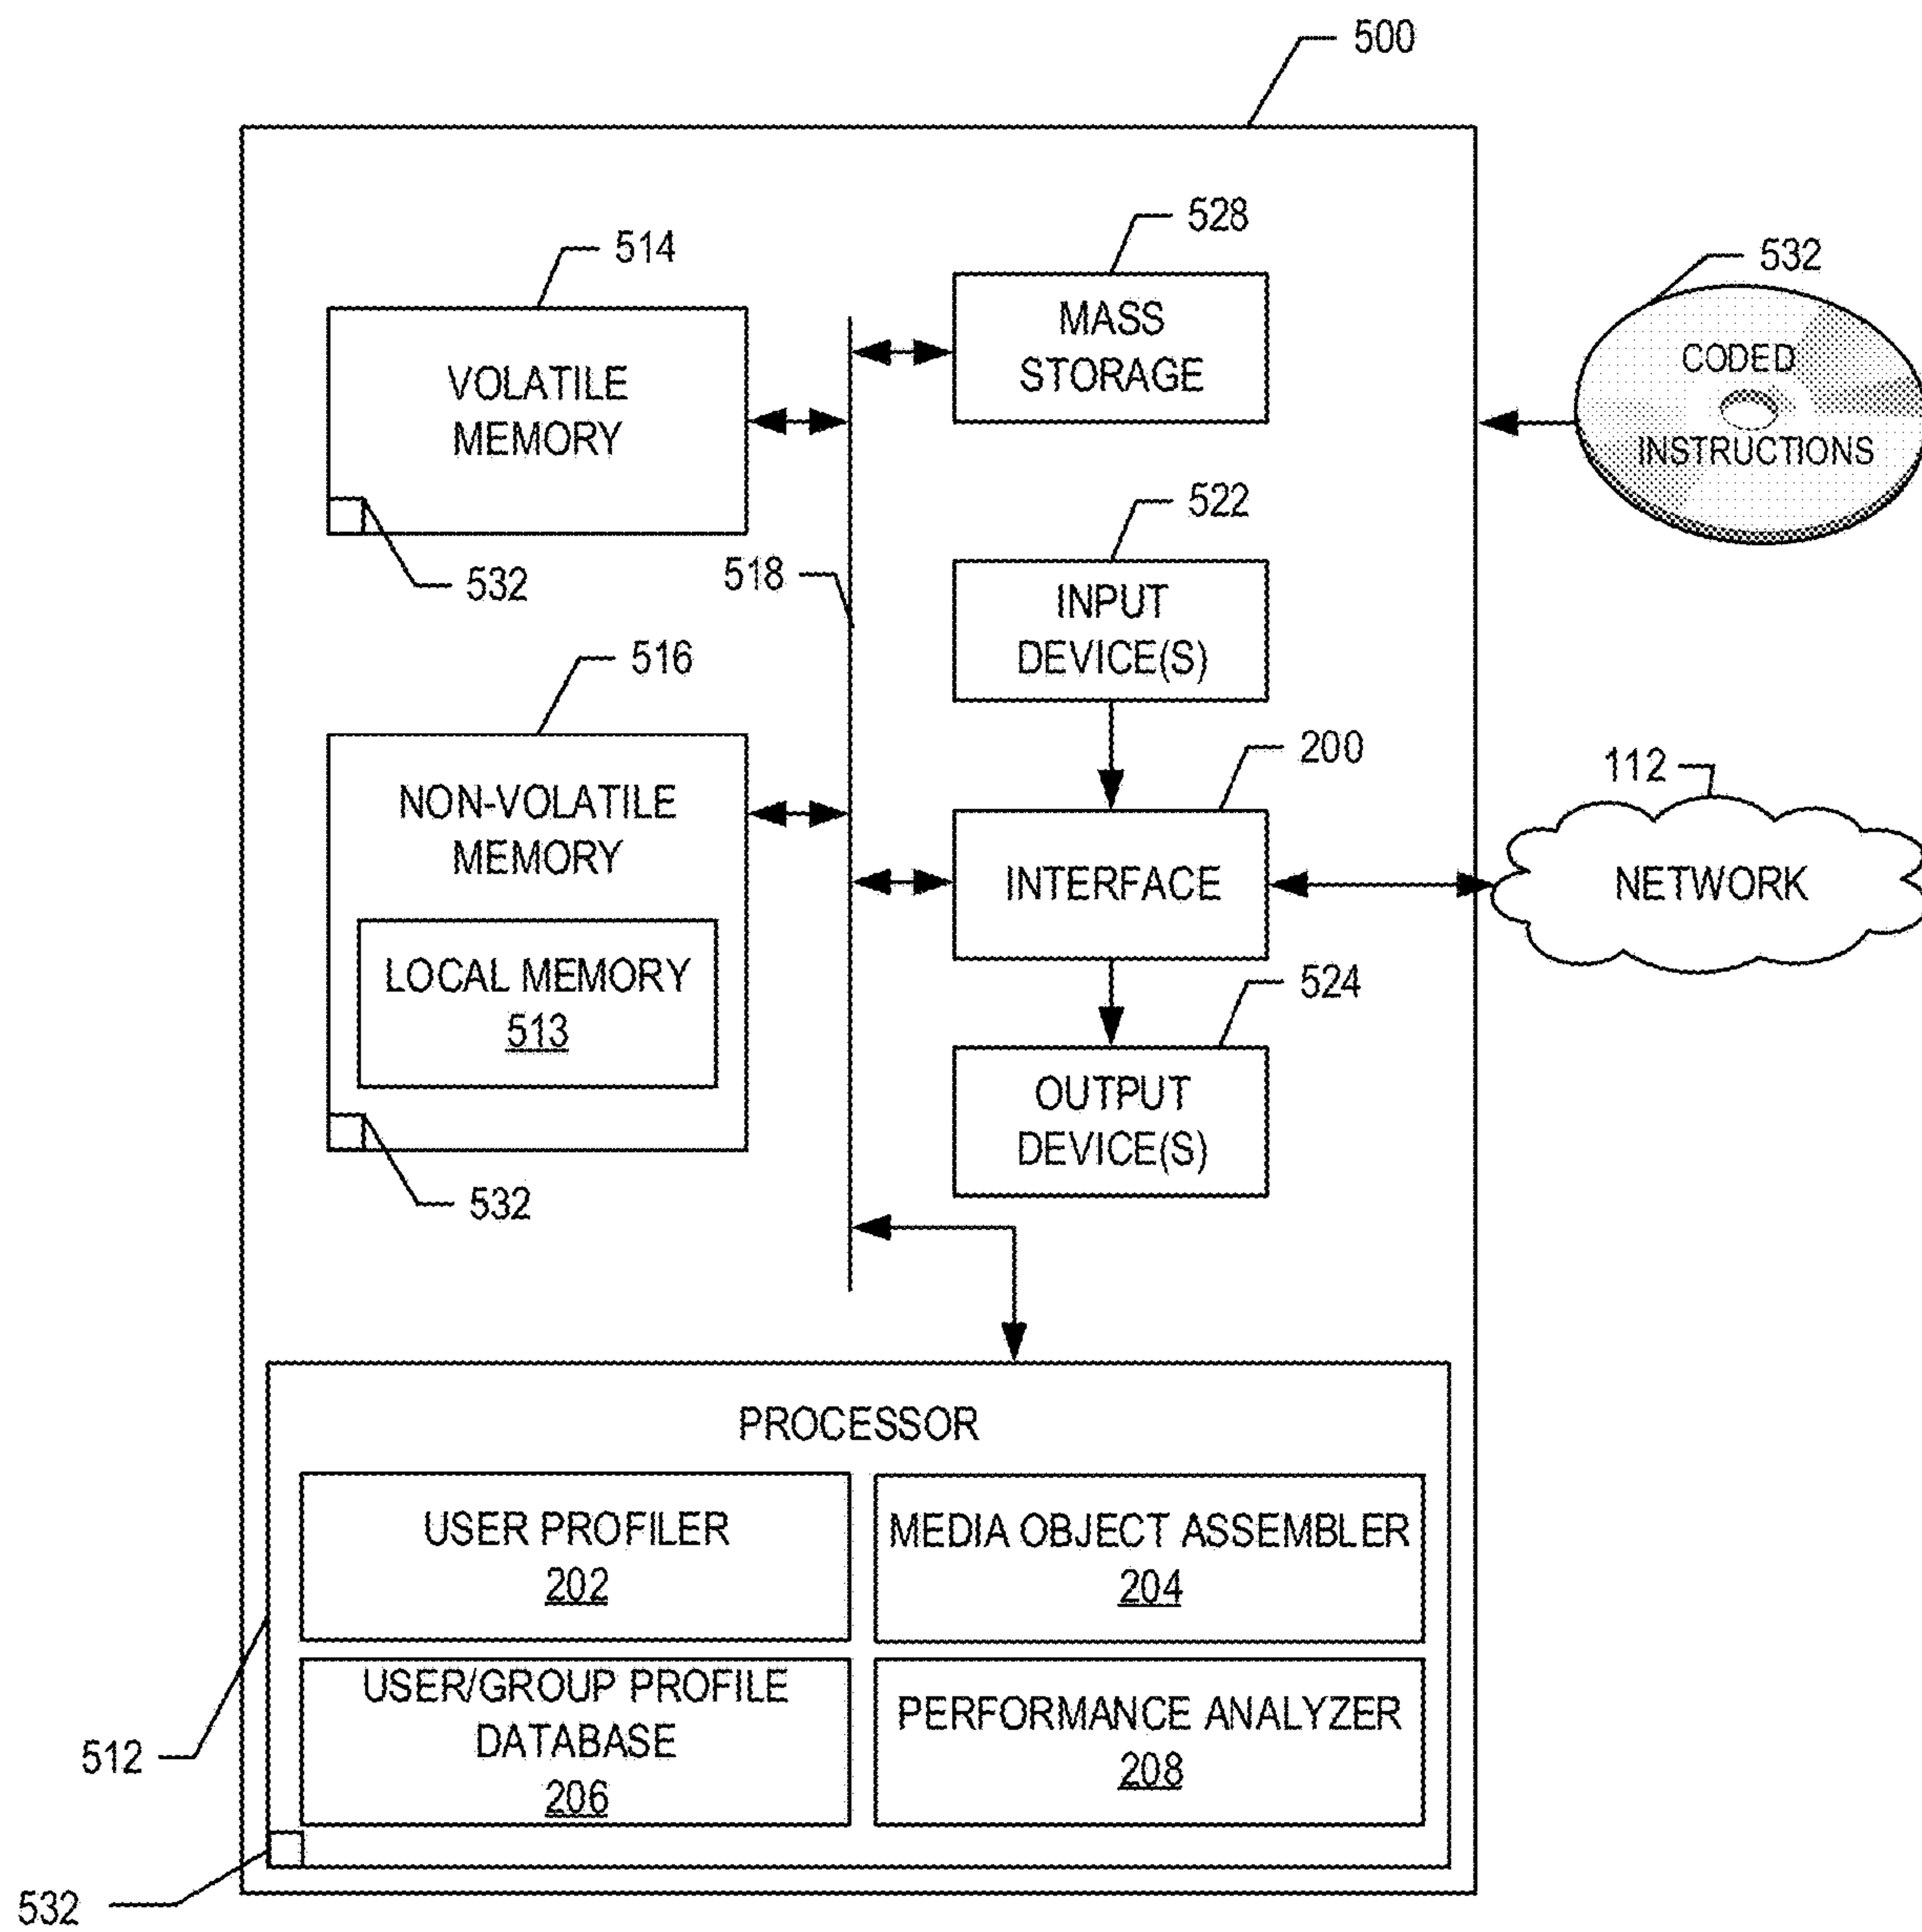 500
528
514
532
MASS
STORAGE
CODED
INSTRUCTIONS
VOLATILE
MEMORY
532
522
518
INPUT
DEVICE(S)
516
200
112
NON-VOLATILE
MEMORY
INTERFACE
NETWORK
LOCAL MEMORY
513
524
OUTPUT
DEVICE(S)
532
PROCESSOR
USER PROFILER
202
MEDIA OBJECT ASSEMBLER
204
USER/GROUP PROFILE
DATABASE
206
PERFORMANCE ANALYZER
208
512
532